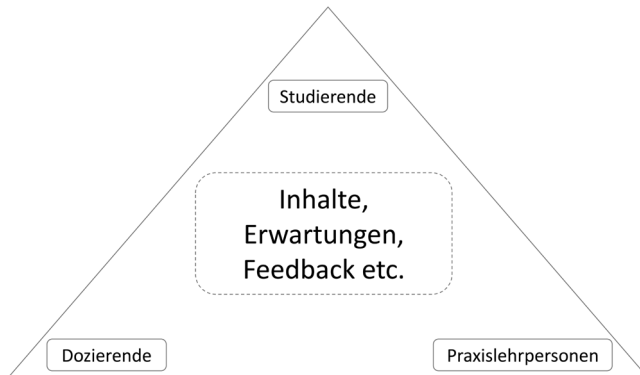 Studierende
Inhalte,
Erwartungen,
Feedback etc.
Dozierende
Praxislehrpersonen